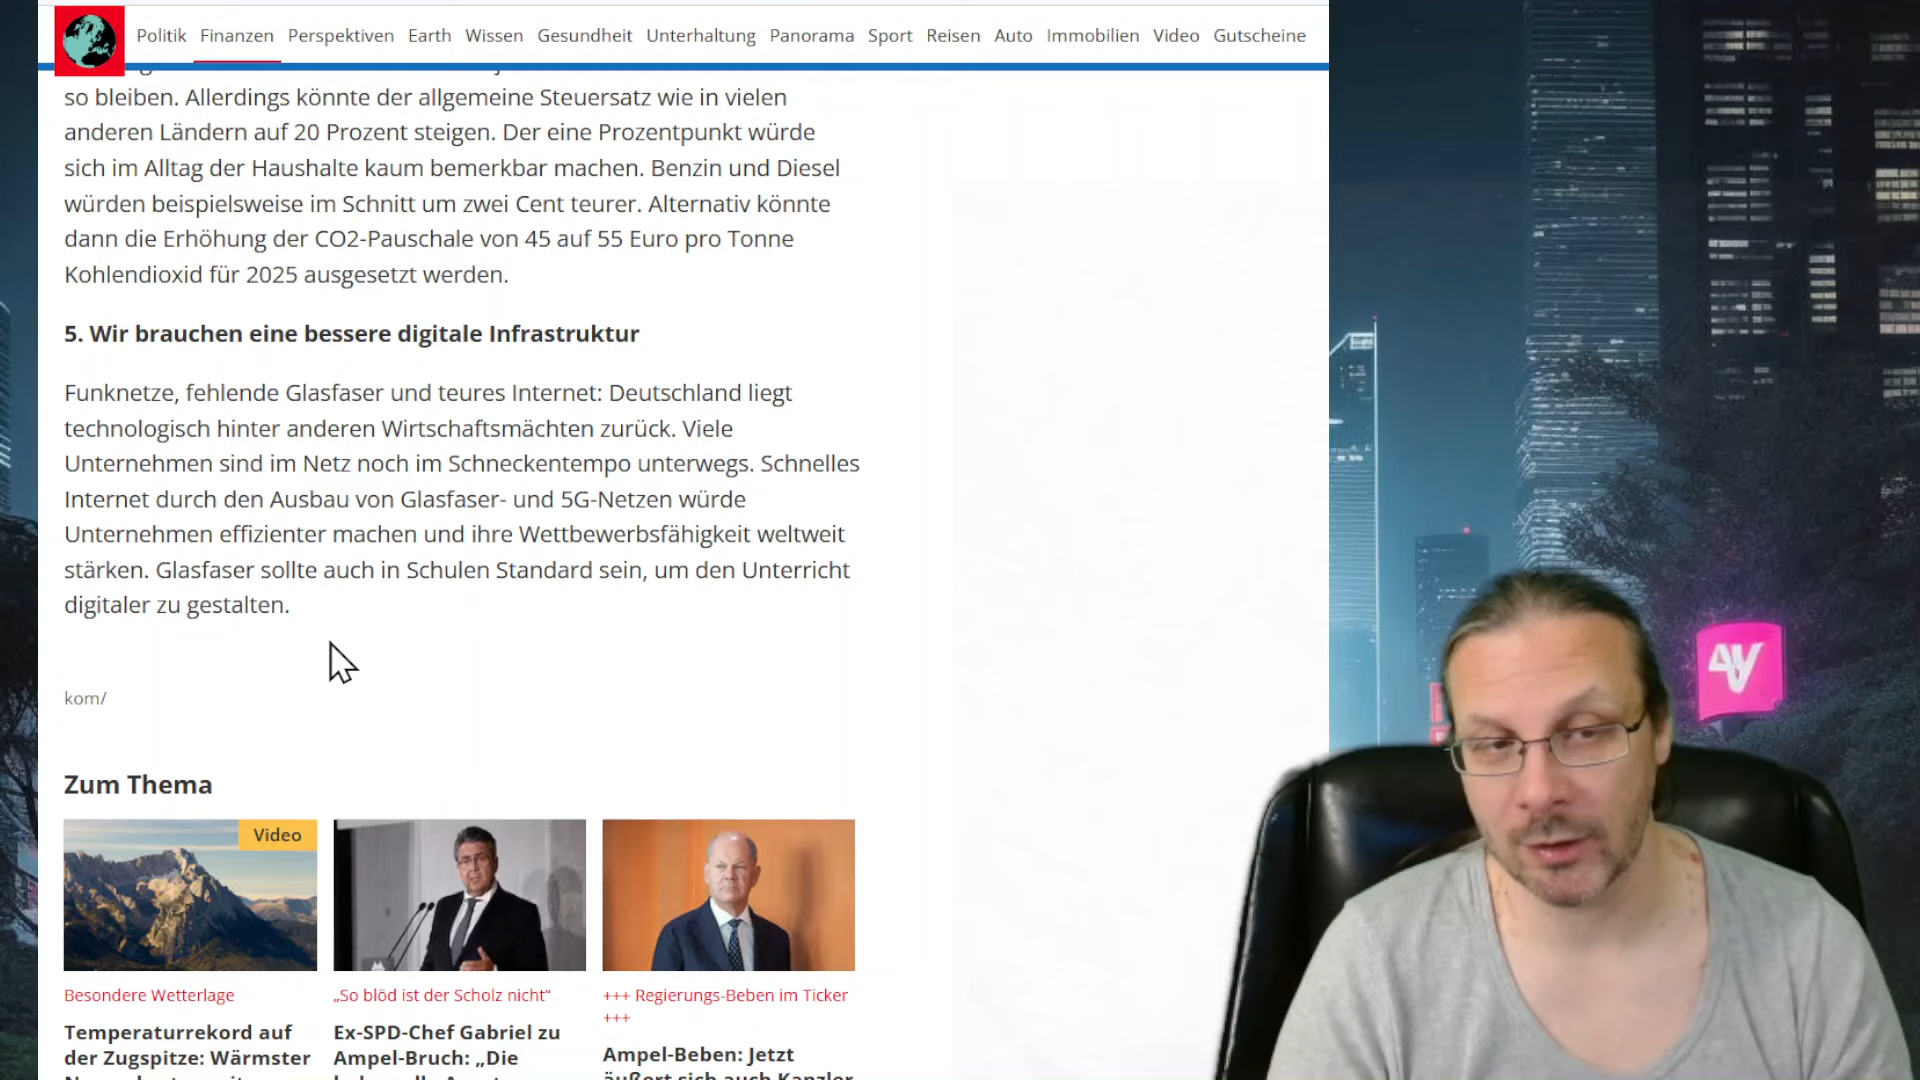 Politik Finanzen Perspektiven Earth Wissen Gesundheit Unterhaltung Panorama Sport Reisen Auto Immobilien Video Gutscheine
so bleiben. Allerdings könnte der allgemeine Steuersatz wie in vielen
anderen Ländern auf 20 Prozent steigen. Der eine Prozentpunkt würde
sich im Alltag der Haushalte kaum bemerkbar machen. Benzin und Diesel
würden beispielsweise im Schnitt um zwei Cent teurer. Alternativ könnte
dann die Erhöhung der CO2-Pauschale von 45 auf 55 Euro pro Tonne
Kohlendioxid für 2025 ausgesetzt werden.
5. Wir brauchen eine bessere digitale Infrastruktur
Funknetze, fehlende Glasfaser und teures Internet: Deutschland liegt
technologisch hinter anderen Wirtschaftsmächten zurück. Viele
Unternehmen sind im Netz noch im Schneckentempo unterwegs. Schnelles
Internet durch den Ausbau von Glasfaser- und 5G-Netzen würde
Unternehmen effizienter machen und ihre Wettbewerbsfähigkeit weltweit
stärken. Glasfaser sollte auch in Schulen Standard sein, um den Unterricht
digitaler zu gestalten.
kom/
Zum Thema
Video
Besondere Wetterlage
Temperaturrekord auf
der Zugspitze: Wärmster
„So blöd ist der Scholz nicht“
Ex-SPD-Chef Gabriel zu
Ampel-Bruch: „Die
+++ Regierungs-Beben im Ticker
+++
Ampel-Beben: Jetzt
äußert sich auch Kanzler